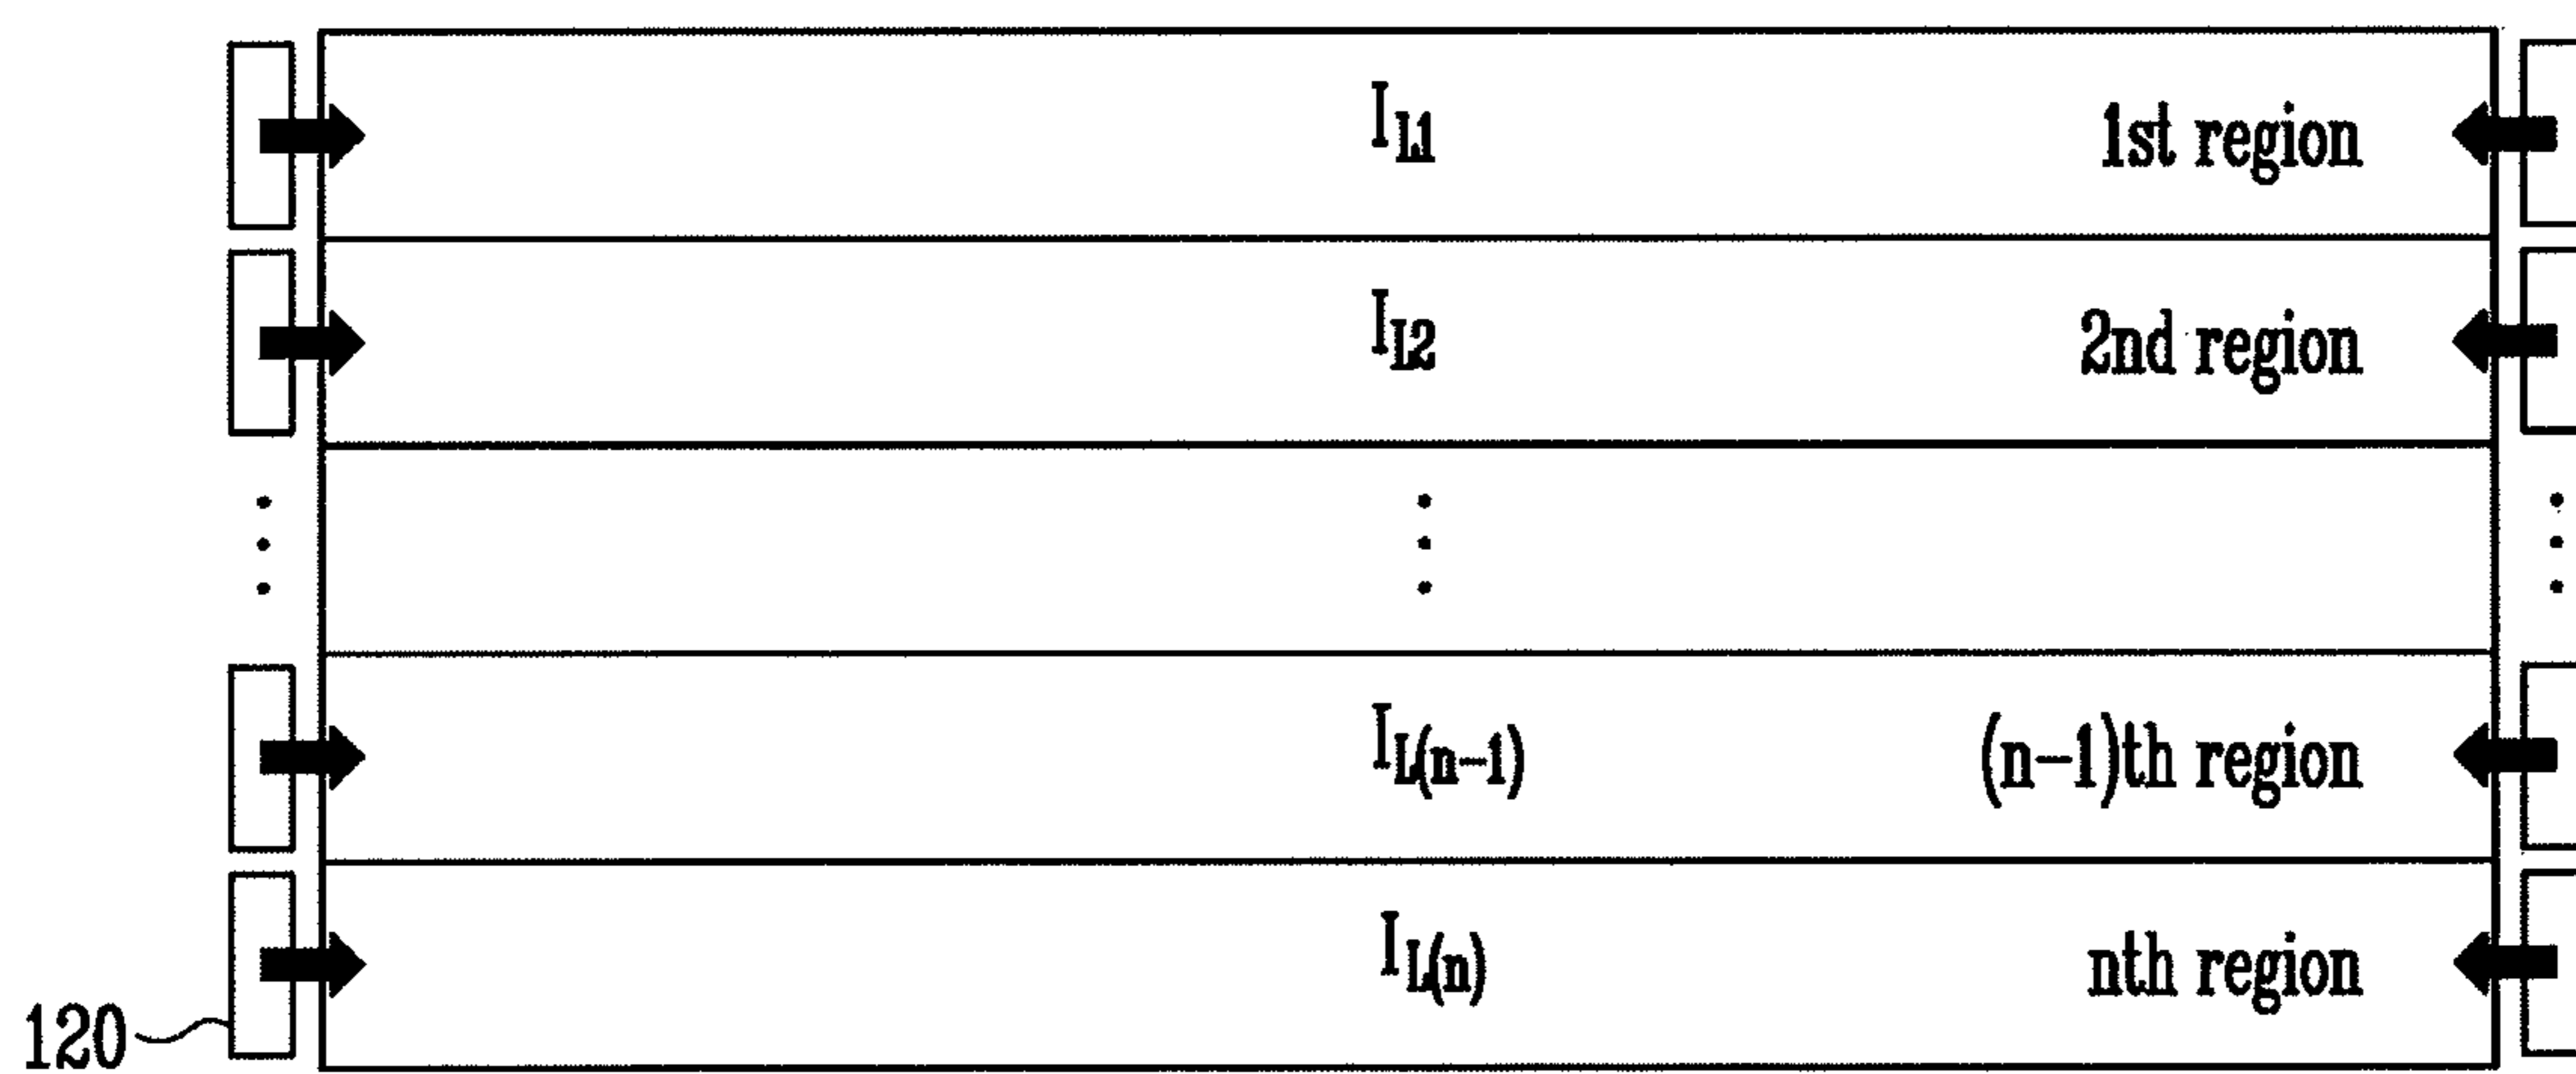 I_L1 1st region
I_L2 2nd region
I_L(n-1) (n-1)th region
I_L(n) nth region
120